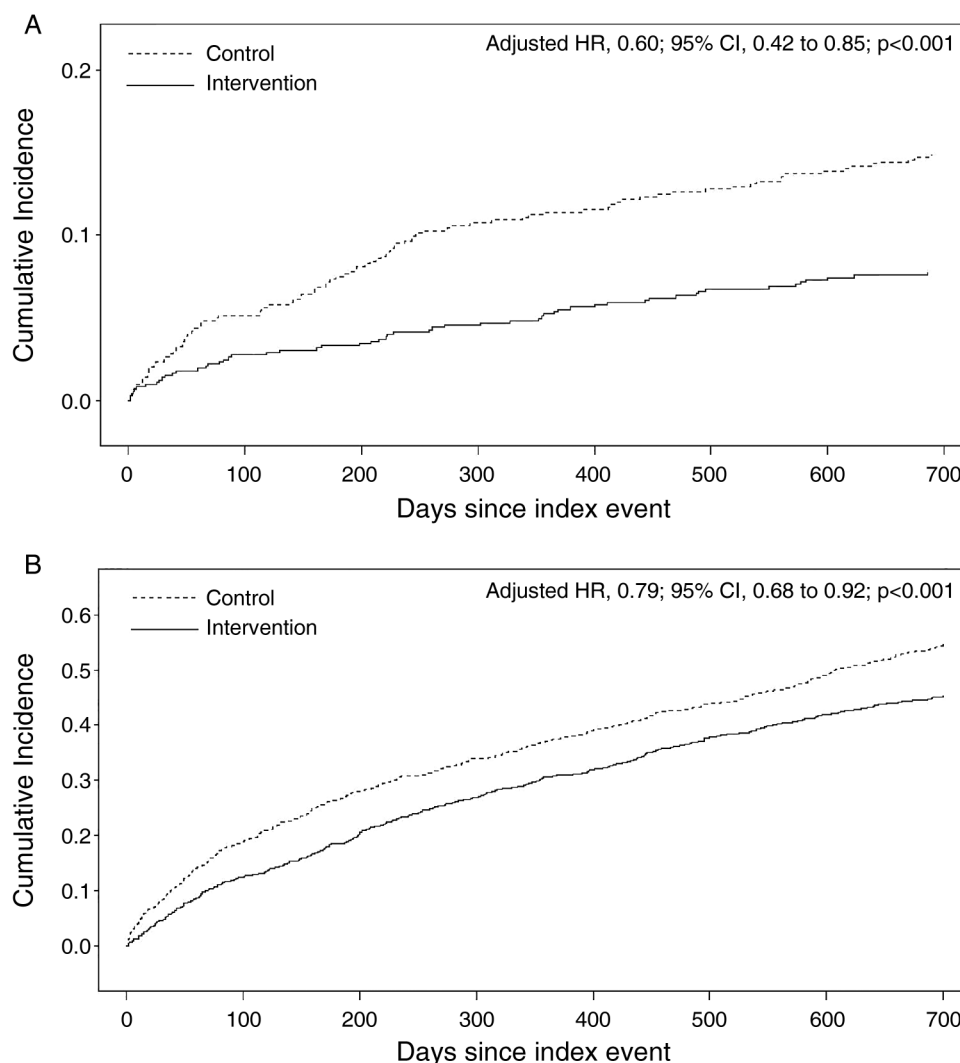 A
Control
Intervention
Adjusted HR, 0.60; 95% CI, 0.42 to 0.85; p<0.001
Cumulative Incidence
0.2
0.1
0.0
0 100 200 300 400 500 600 700
Days since index event
B
Control
Intervention
Adjusted HR, 0.79; 95% CI, 0.68 to 0.92; p<0.001
Cumulative Incidence
0.6
0.5
0.4
0.3
0.2
0.1
0.0
0 100 200 300 400 500 600 700
Days since index event